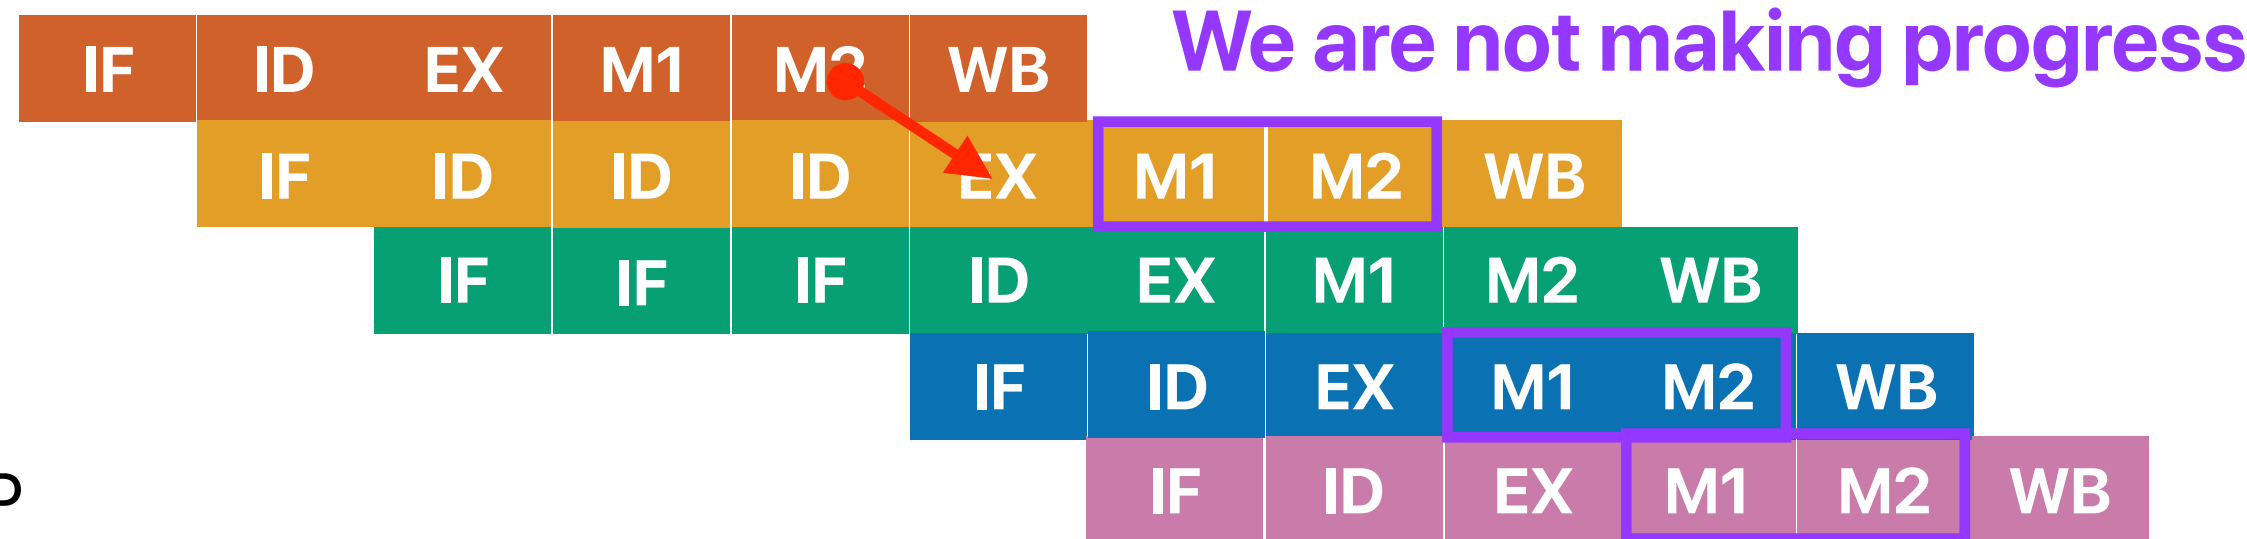 We are not making progress
IF ID EX M1 M2 WB
IF ID ID ID EX M1 M2 WB
IF IF IF ID EX M1 M2 WB
IF ID EX M1 M2 WB
IF ID EX M1 M2 WB